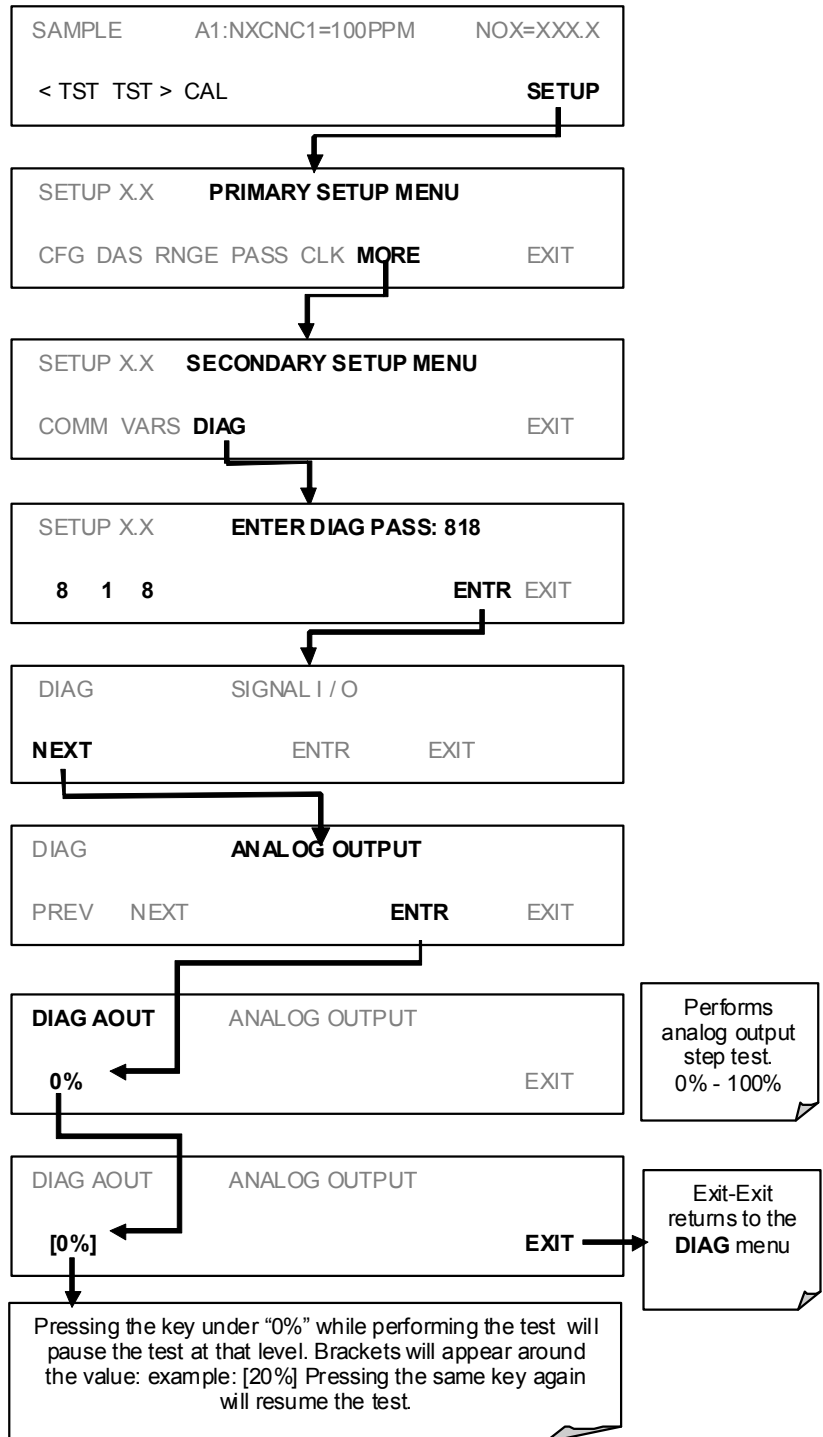 SAMPLE A1:NXCNC1=100PPM NOX=XXX.X
< TST TST > CAL SETUP
SETUP X.X PRIMARY SETUP MENU
CFG DAS RNGE PASS CLK MORE EXIT
SETUP X.X SECONDARY SETUP MENU
COMM VARS DIAG EXIT
SETUP X.X ENTER DIAG PASS: 818
8 1 8 ENTR EXIT
DIAG SIGNAL I / O
NEXT ENTR EXIT
DIAG ANALOG OUTPUT
PREV NEXT ENTR EXIT
DIAG AOUT ANALOG OUTPUT
0% EXIT
Performs
analog output
step test.
0% - 100%
DIAG AOUT ANALOG OUTPUT
[0%] EXIT
Exit-Exit
returns to the
DIAG menu
Pressing the key under “0%” while performing the test will
pause the test at that level. Brackets will appear around
the value: example: [20%] Pressing the same key again
will resume the test.